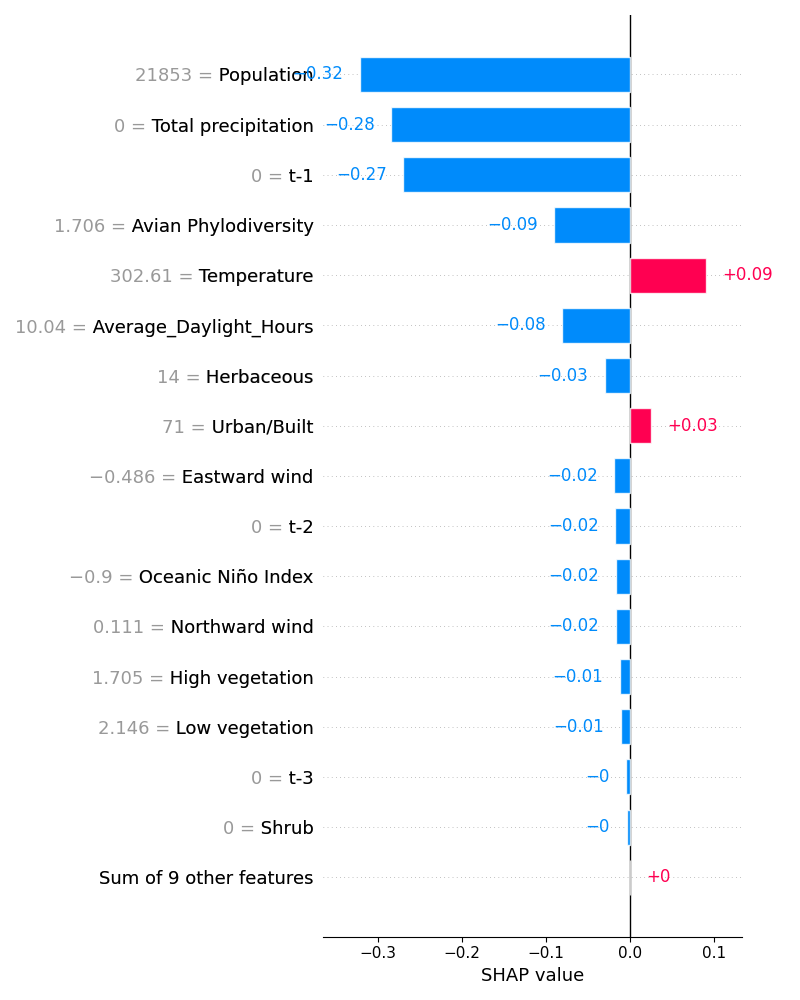 21853 = Population −0.32
0 = Total precipitation −0.28
0 = t-1 −0.27
1.706 = Avian Phylodiversity −0.09
302.61 = Temperature +0.09
10.04 = Average_Daylight_Hours −0.08
14 = Herbaceous −0.03
71 = Urban/Built +0.03
−0.486 = Eastward wind −0.02
0 = t-2 −0.02
−0.9 = Oceanic Niño Index −0.02
0.111 = Northward wind −0.02
1.705 = High vegetation −0.01
2.146 = Low vegetation −0.01
0 = t-3 −0
0 = Shrub −0
Sum of 9 other features +0
−0.3 −0.2 −0.1 0.0 0.1
SHAP value